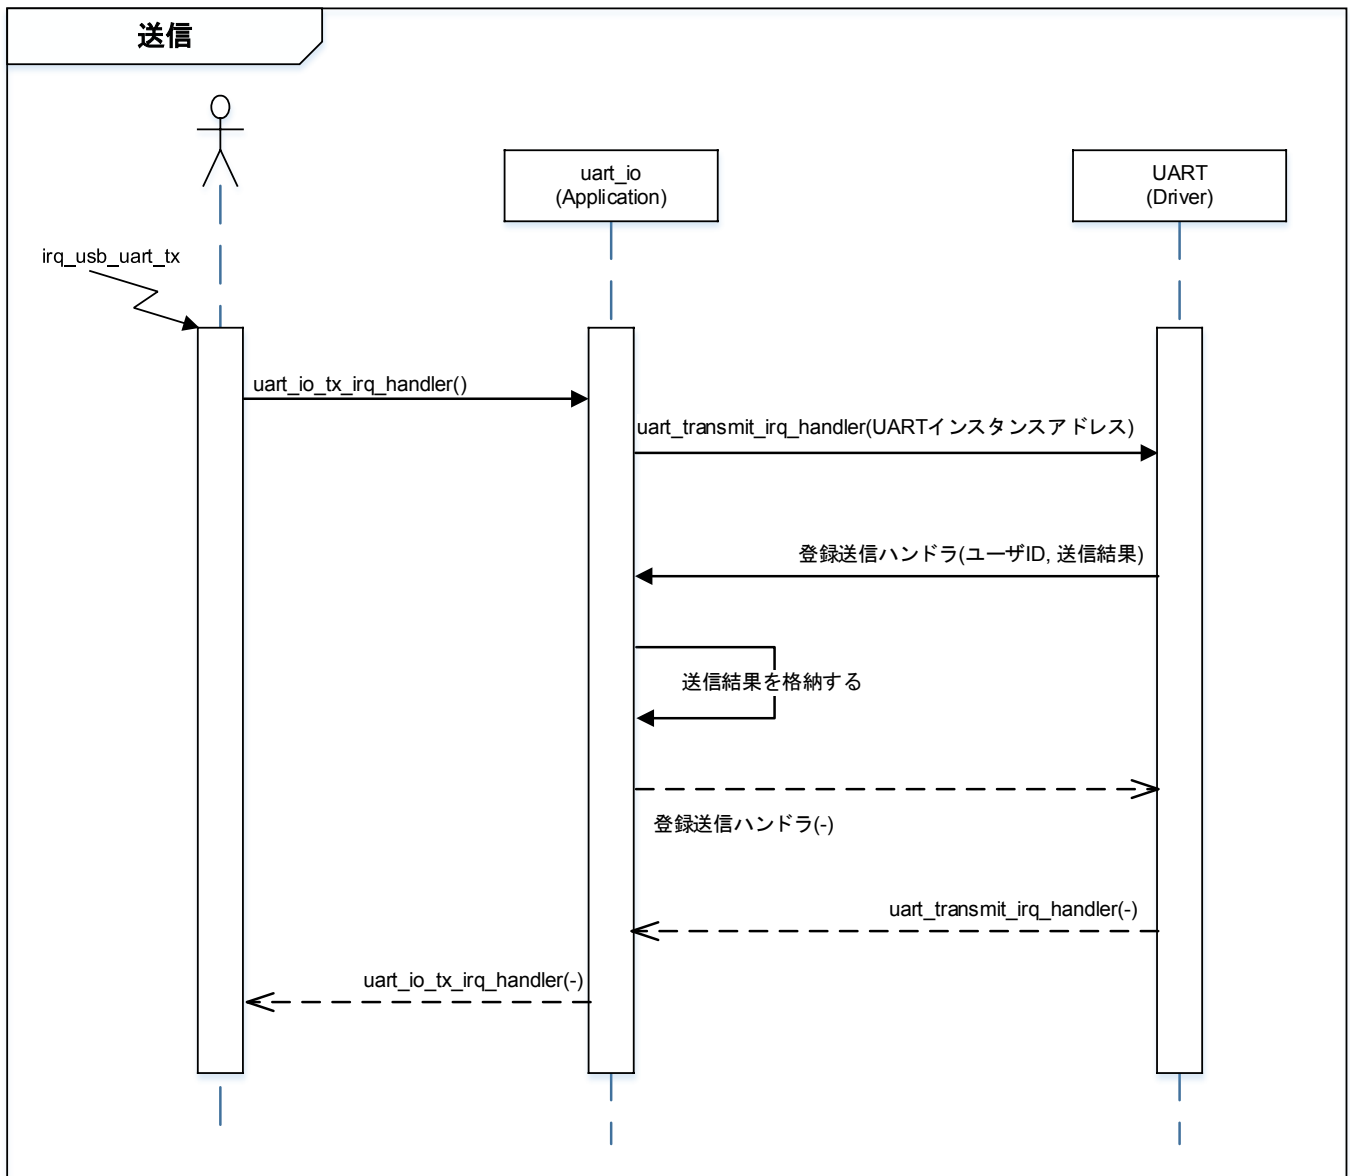 送信
uart_io
(Application)
UART
(Driver)
irq_usb_uart_tx
uart_io_tx_irq_handler()
uart_transmit_irq_handler(UARTインスタンスアドレス)
登録送信ハンドラ(ユーザID, 送信結果)
送信結果を格納する
登録送信ハンドラ(-)
uart_transmit_irq_handler(-)
uart_io_tx_irq_handler(-)